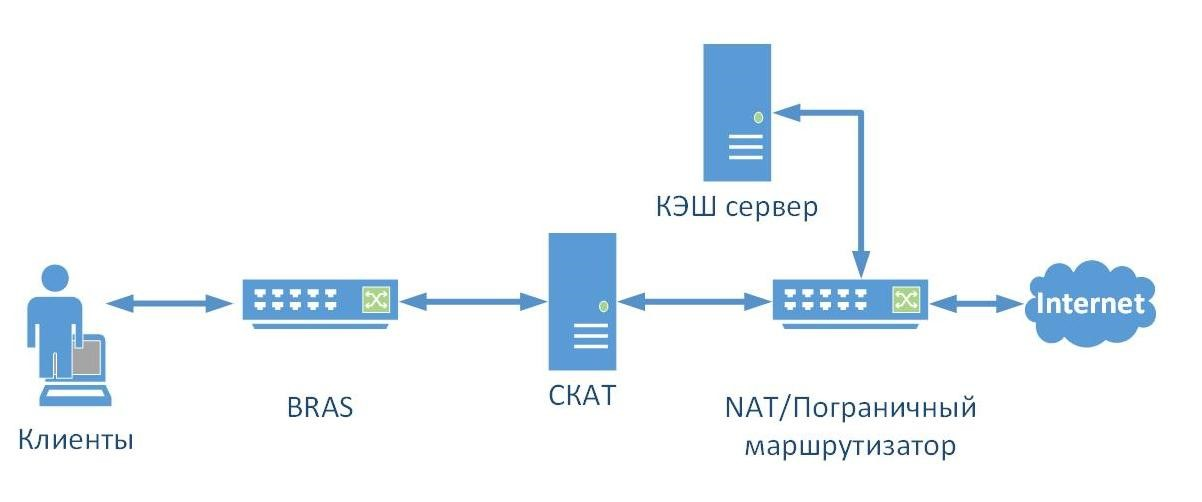 КЭШ сервер
Internet
СКАТ
BRAS
NAT/Пограничный
маршрутизатор
Клиенты